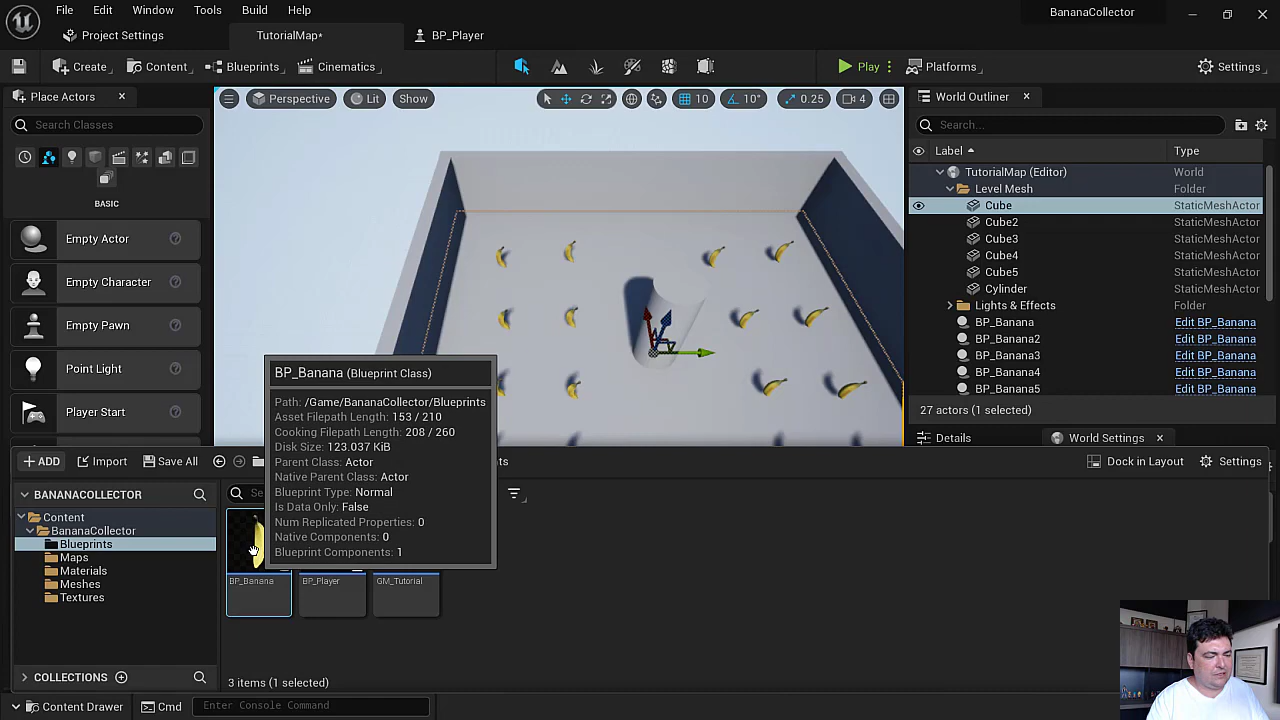 File Edit Window Tools Build Help
BananaCollector
Project Settings
TutorialMap*
BP_Player
Create
Content
Blueprints
Cinematics
Play
Platforms
Settings
Place Actors
Perspective
Lit
Show
10
10°
0.25
4
World Outliner
Search Classes
Search...
Label
Type
BASIC
TutorialMap (Editor) World
Level Mesh Folder
Cube StaticMeshActor
Cube2 StaticMeshActor
Cube3 StaticMeshActor
Cube4 StaticMeshActor
Cube5 StaticMeshActor
Cylinder StaticMeshActor
Lights & Effects Folder
BP_Banana Edit BP_Banana
BP_Banana2 Edit BP_Banana
BP_Banana3 Edit BP_Banana
BP_Banana4 Edit BP_Banana
BP_Banana5 Edit BP_Banana
27 actors (1 selected)
Empty Actor
Empty Character
Empty Pawn
Point Light
Player Start
Details
World Settings
BP_Banana (Blueprint Class)
Path: /Game/BananaCollector/Blueprints
Asset Filepath Length: 153 / 210
Cooking Filepath Length: 208 / 260
Disk Size: 123.037 KiB
Parent Class: Actor
Native Parent Class: Actor
Blueprint Type: Normal
Is Data Only: False
Num Replicated Properties: 0
Native Components: 0
Blueprint Components: 1
ADD
Import
Save All
Dock in Layout
Settings
BANANACOLLECTOR
Content
BananaCollector
Blueprints
Maps
Materials
Meshes
Textures
BP_Banana
BP_Player
GM_Tutorial
COLLECTIONS
3 items (1 selected)
Content Drawer
Cmd
Enter Console Command